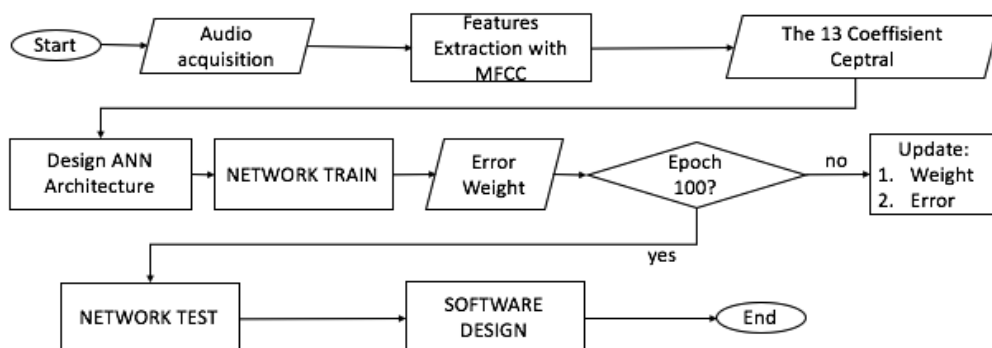 Start
Audio
acquisition
Features
Extraction with
MFCC
The 13 Coeffisient
Ceptral
Design ANN
Architecture
NETWORK TRAIN
Error
Weight
Epoch
100?
no
Update:
1. Weight
2. Error
yes
NETWORK TEST
SOFTWARE
DESIGN
End